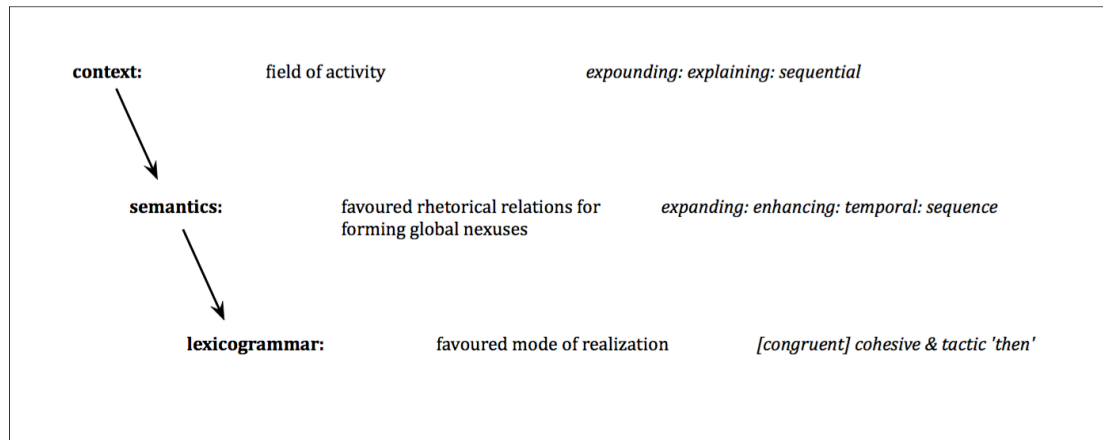 context: field of activity expounding: explaining: sequential
semantics: favoured rhetorical relations for expanding: enhancing: temporal: sequence
forming global nexuses
lexicogrammar: favoured mode of realization [congruent] cohesive & tactic 'then'